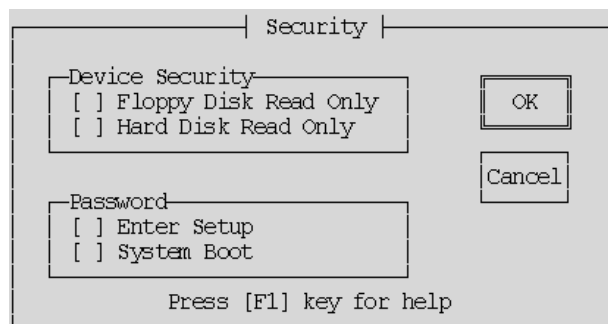 Security
Device Security
[ ] Floppy Disk Read Only
[ ] Hard Disk Read Only
OK
Cancel
Password
[ ] Enter Setup
[ ] System Boot
Press [F1] key for help